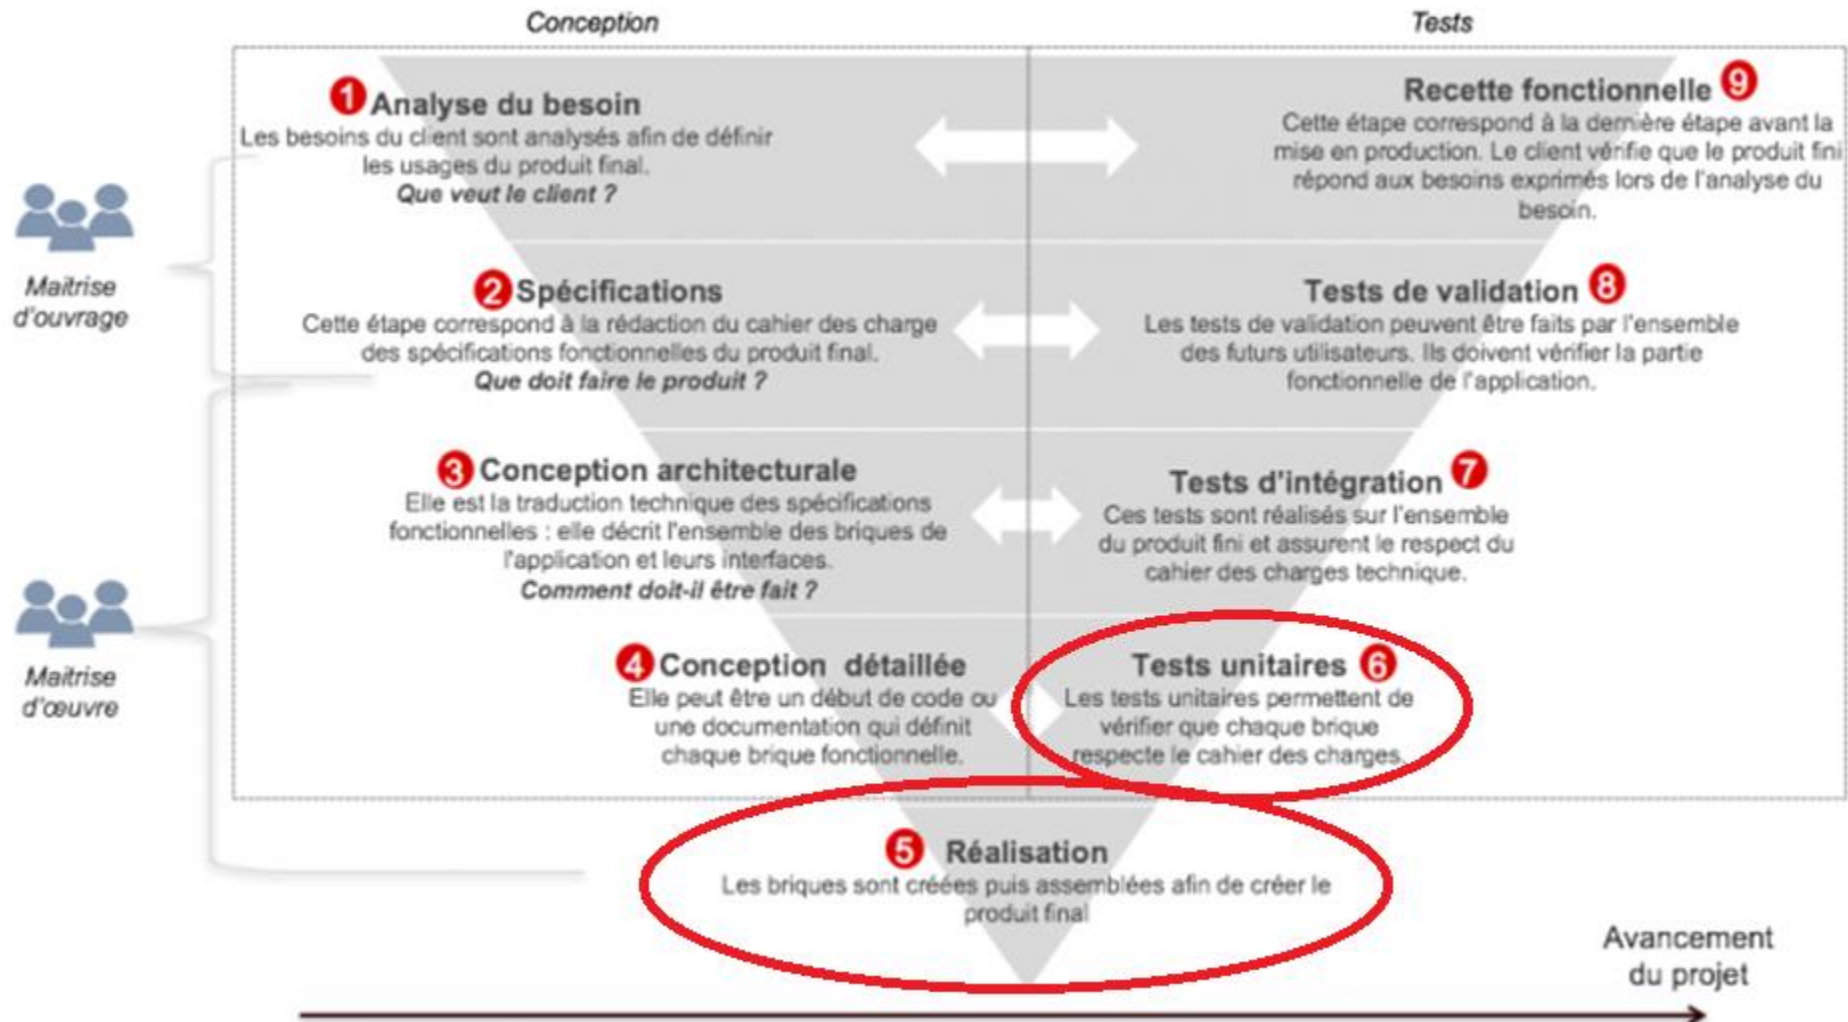 Conception
Tests
1 Analyse du besoin
Les besoins du client sont analysés afin de définir
les usages du produit final.
Que veut le client ?
Recette fonctionnelle 9
Cette étape correspond à la dernière étape avant la
mise en production. Le client vérifie que le produit fini
répond aux besoins exprimés lors de l'analyse du
besoin.
Maitrise
d'ouvrage
2 Spécifications
Cette étape correspond à la rédaction du cahier des charge
des spécifications fonctionnelles du produit final.
Que doit faire le produit ?
Tests de validation 8
Les tests de validation peuvent être faits par l'ensemble
des futurs utilisateurs. Ils doivent vérifier la partie
fonctionnelle de l'application.
3 Conception architecturale
Elle est la traduction technique des spécifications
fonctionnelles : elle décrit l'ensemble des briques de
l'application et leurs interfaces.
Comment doit-il être fait ?
Tests d'intégration 7
Ces tests sont réalisés sur l'ensemble
du produit fini et assurent le respect du
cahier des charges technique.
Maitrise
d'œuvre
4 Conception détaillée
Elle peut être un début de code ou
une documentation qui définit
chaque brique fonctionnelle.
Tests unitaires 6
Les tests unitaires permettent de
vérifier que chaque brique
respecte le cahier des charges.
5 Réalisation
Les briques sont créées puis assemblées afin de créer le
produit final
Avancement
du projet